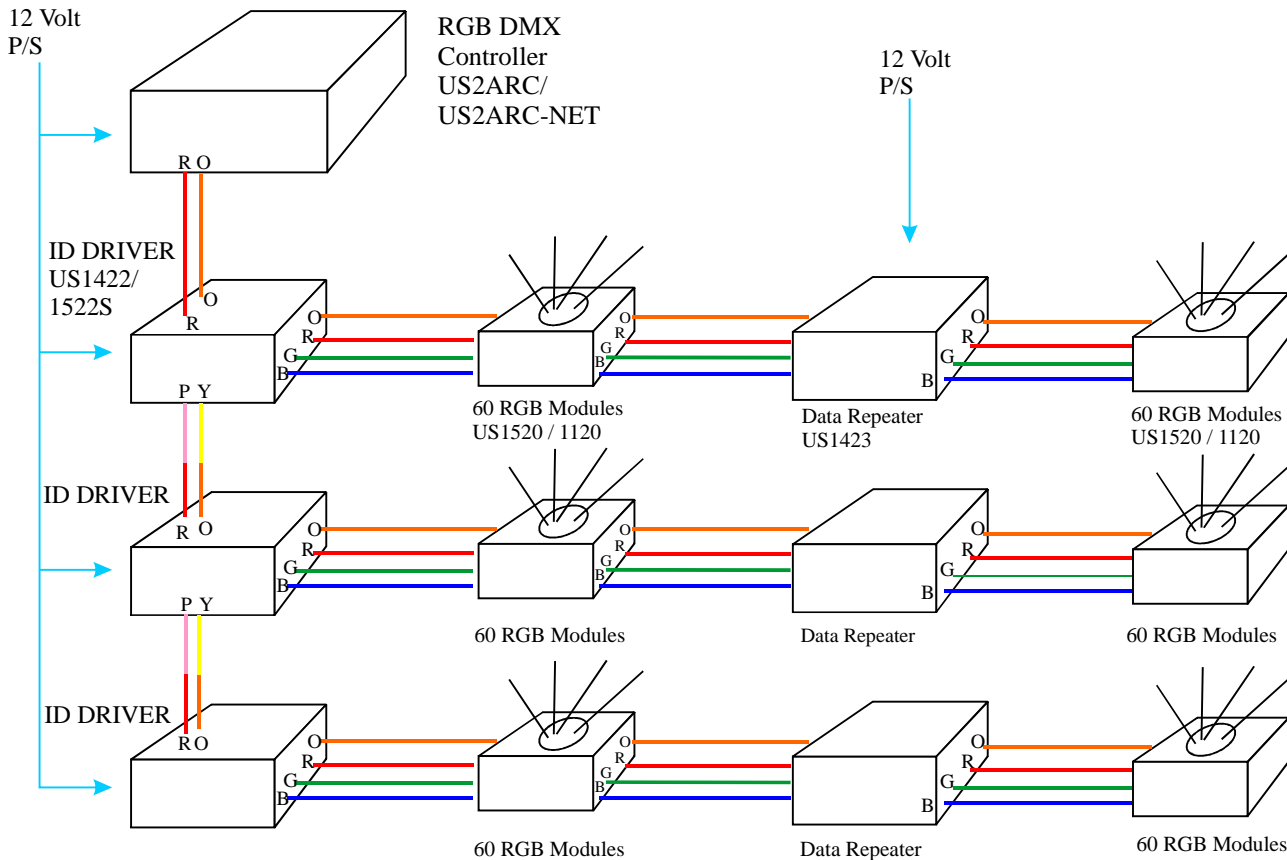 12 Volt
P/S
RGB DMX
Controller
US2ARC/
US2ARC-NET
12 Volt
P/S
R O
ID DRIVER
US1422/
1522S
O
R
O
R
G
B
O
R
G
B
O
R
G
B
P Y
60 RGB Modules
US1520 / 1120
Data Repeater
US1423
60 RGB Modules
US1520 / 1120
ID DRIVER
R O
O
R
G
B
O
R
G
B
O
R
G
B
P Y
60 RGB Modules
Data Repeater
60 RGB Modules
ID DRIVER
R O
O
R
G
B
O
R
G
B
O
R
G
B
60 RGB Modules
Data Repeater
60 RGB Modules